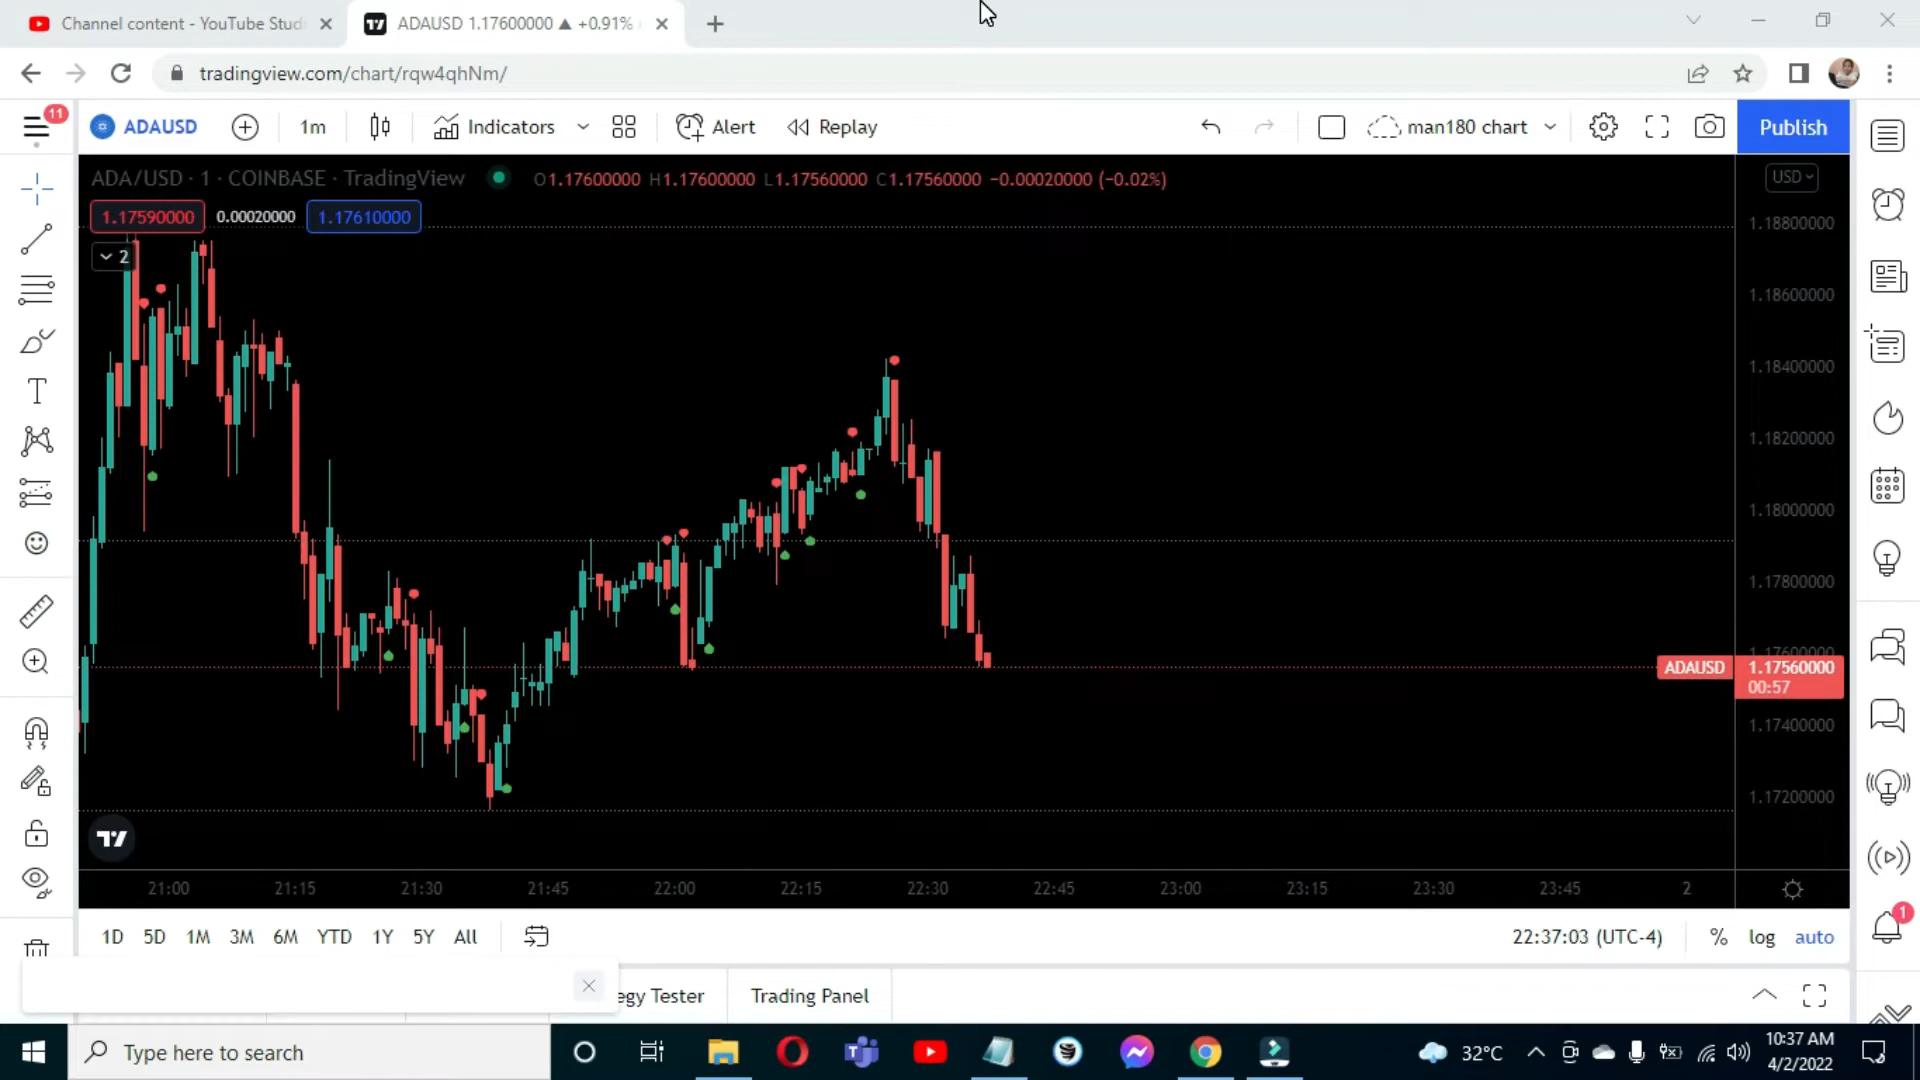 Channel content - YouTube Stud
ADAUSD 1.17600000 ▲ +0.91%
tradingview.com/chart/rqw4qhNm/
11
ADAUSD
1m
Indicators
Alert
Replay
man180 chart
Publish
ADA/USD · 1 · COINBASE · TradingView
O1.17600000 H1.17600000 L1.17560000 C1.17560000 −0.00020000 (−0.02%)
USD
1.17590000
0.00020000
1.17610000
2
1.18800000
1.18600000
1.18400000
1.18200000
1.18000000
1.17800000
1.17600000
ADAUSD
1.17560000
00:57
1.17400000
1.17200000
21:00
21:15
21:30
21:45
22:00
22:15
22:30
22:45
23:00
23:15
23:30
23:45
2
1D
5D
1M
3M
6M
YTD
1Y
5Y
All
22:37:03 (UTC-4)
%
log
auto
1
egy Tester
Trading Panel
Type here to search
32°C
10:37 AM
4/2/2022